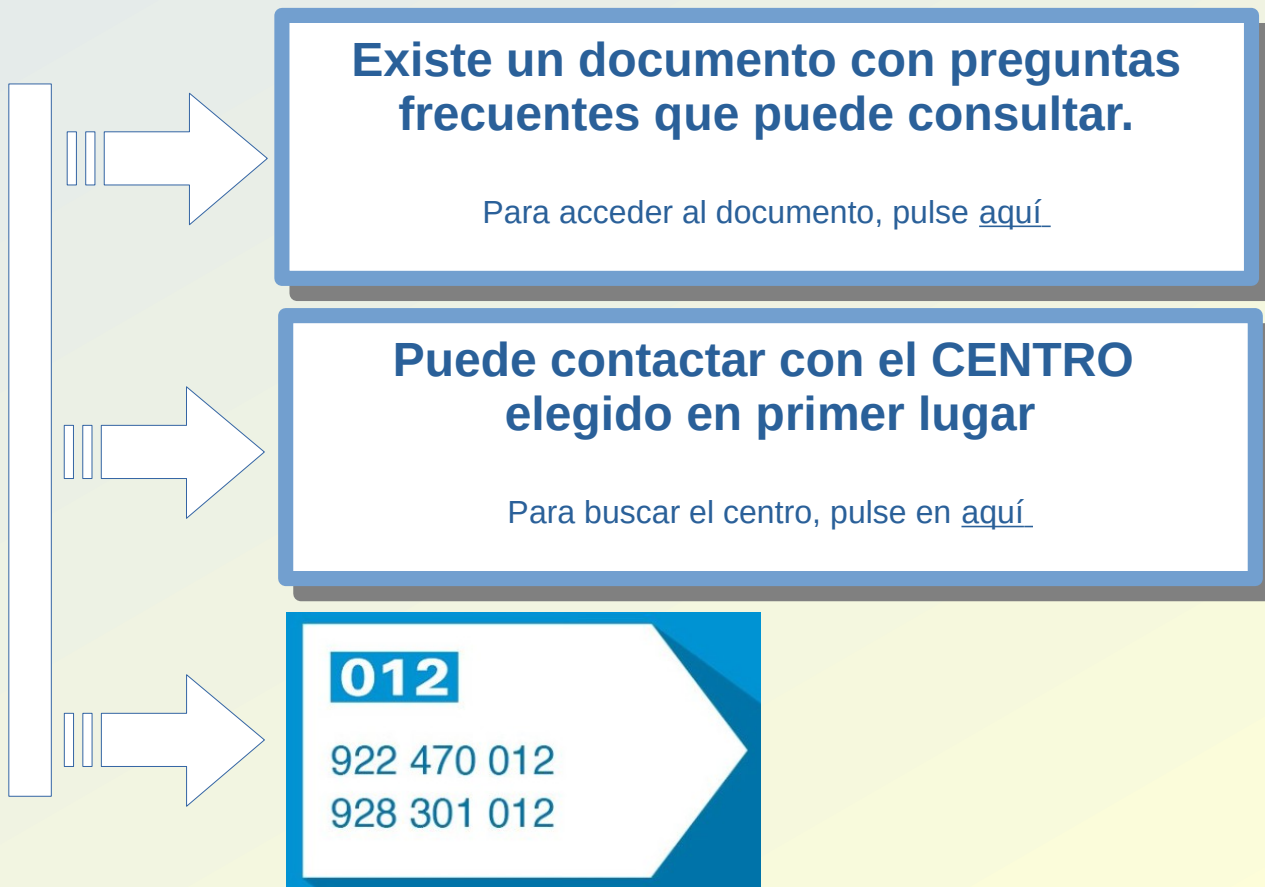 Existe un documento con preguntas
frecuentes que puede consultar.
Para acceder al documento, pulse aquí
Puede contactar con el CENTRO
elegido en primer lugar
Para buscar el centro, pulse en aquí
012
922 470 012
928 301 012